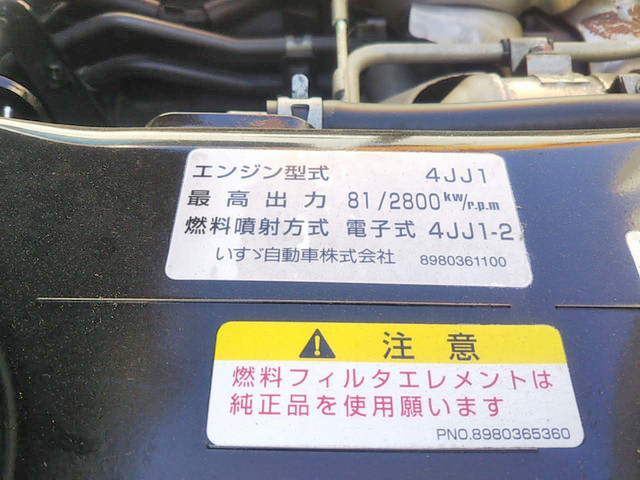 エンジン型式 4JJ1
最高出力 81/2800kw/r.p.m
燃料噴射方式 電子式 4JJ1-2
いすゞ自動車株式会社 8980361100
注意
燃料フィルタエレメントは
純正品を使用願います
PNO.8980365360